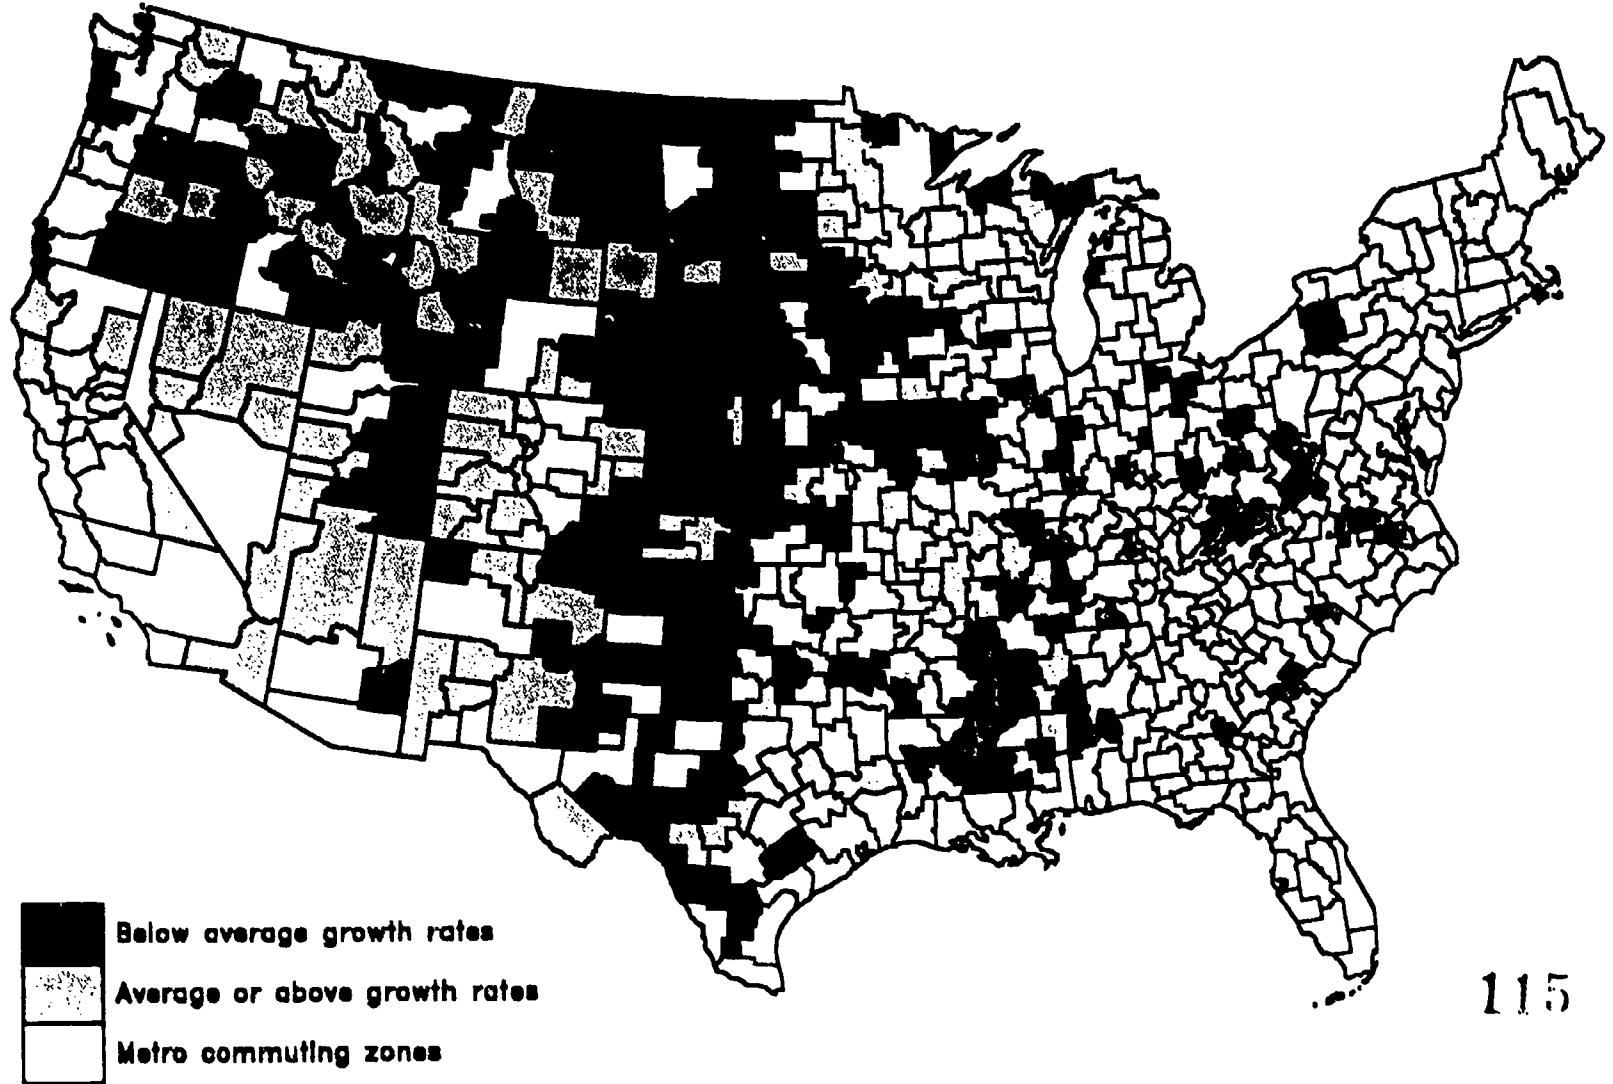 Below average growth rates
Average or above growth rates
Metro commuting zones
115